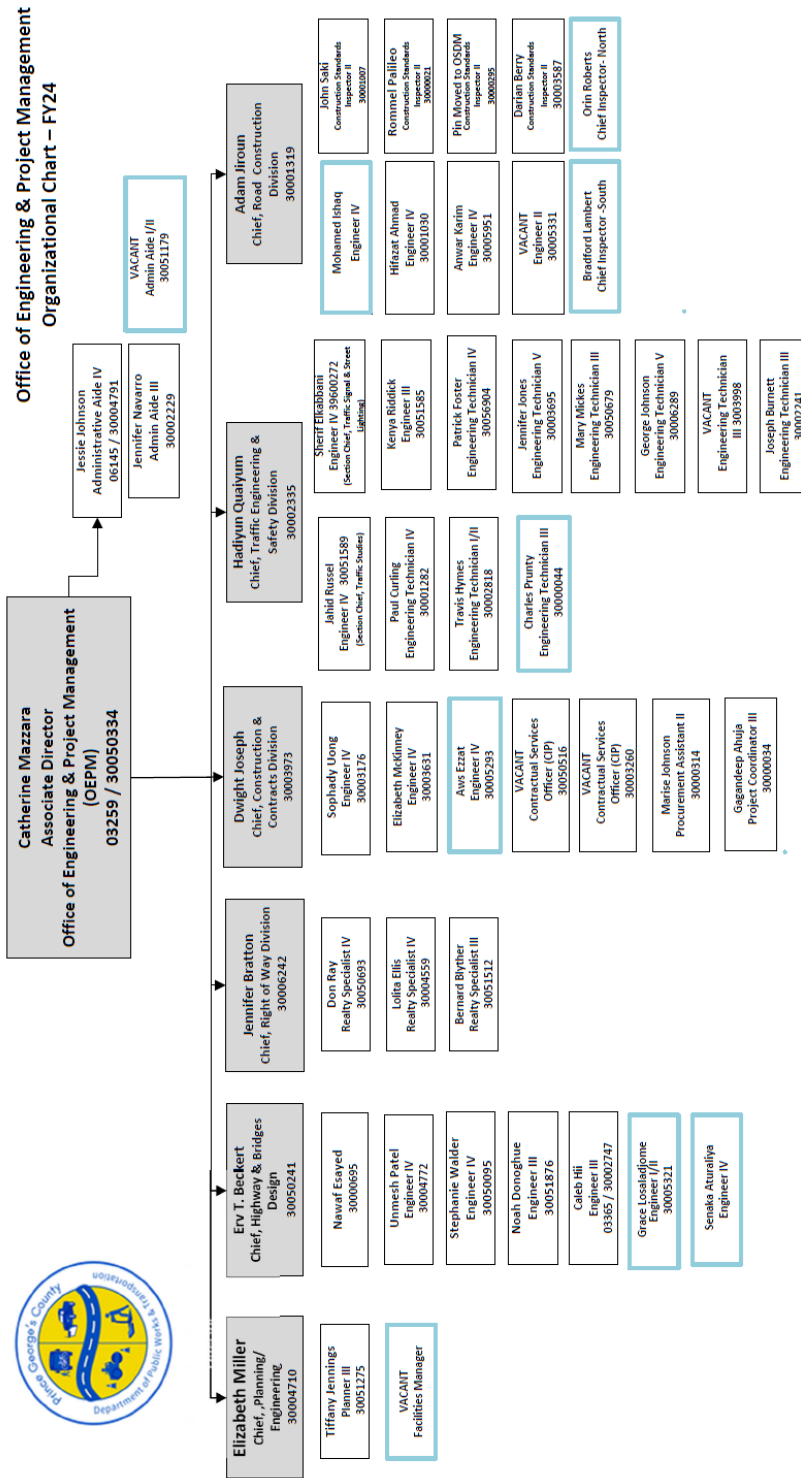 Office of Engineering & Project Management
Organizational Chart – FY24
Prince George's County
Department of Public Works & Transportation
Catherine Mazzara
Associate Director
Office of Engineering & Project Management
(OEPM)
03259 / 30050334
Jessie Johnson
Administrative Aide IV
06145 / 30004791
Jennifer Navarro
Admin Aide III
30002229
VACANT
Admin Aide I/II
30051179
Elizabeth Miller
Chief, ,Planning/
Engineering
30004710
Tiffany Jennings
Planner III
30051275
VACANT
Facilities Manager
Erv T. Beckert
Chief, Highway & Bridges
Design
30050241
Nawaf Esayed
30000695
Unmesh Patel
Engineer IV
30004772
Stephanie Walder
Engineer IV
30050095
Noah Donoghue
Engineer III
30051876
Caleb Hii
Engineer III
03365 / 30002747
Grace Losaladjome
Engineer I/II
30005321
Senaka Aturaliya
Engineer IV
Jennifer Bratton
Chief, Right of Way Division
30006242
Don Ray
Realty Specialist IV
30050693
Lolita Ellis
Realty Specialist IV
30004559
Bernard Blyther
Realty Specialist III
30051512
Dwight Joseph
Chief, Construction &
Contracts Division
30003973
Sophady Uong
Engineer IV
30003176
Elizabeth McKinney
Engineer IV
30003631
Aws Ezzat
Engineer IV
30005293
VACANT
Contractual Services
Officer (CIP)
30050516
VACANT
Contractual Services
Officer (CIP)
30003260
Marise Johnson
Procurement Assistant II
30000314
Gagandeep Ahuja
Project Coordinator III
30000034
Hadiyun Quaiyum
Chief, Traffic Engineering &
Safety Division
30002335
Jahid Russel
Engineer IV 30051589
(Section Chief, Traffic Studies)
Paul Curling
Engineering Technician IV
30001282
Travis Hymes
Engineering Technician I/II
30002818
Charles Prunty
Engineering Technician III
30000044
Sherif Elkabbani
Engineer IV 39600272
(Section Chief, Traffic Signal & Street
Lighting)
Kenya Riddick
Engineer III
30051585
Patrick Foster
Engineering Technician IV
30056904
Jennifer Jones
Engineering Technician V
30003695
Mary Mickes
Engineering Technician III
30050679
George Johnson
Engineering Technician V
30006289
VACANT
Engineering Technician
III 3003998
Joseph Burnett
Engineering Technician III
30002241
Adam Jiroun
Chief, Road Construction
Division
30001319
Mohamed Ishaq
Engineer IV
Hifazat Ahmad
Engineer IV
30001030
Anwar Karim
Engineer IV
30005951
VACANT
Engineer II
30005331
Bradford Lambert
Chief Inspector -South
John Saki
Construction Standards
Inspector II
30001007
Rommel Palileo
Construction Standards
Inspector II
30000021
Pin Moved to OSDM
Construction Standards
Inspector II
30000295
Darian Berry
Construction Standards
Inspector II
30003587
Orin Roberts
Chief Inspector- North